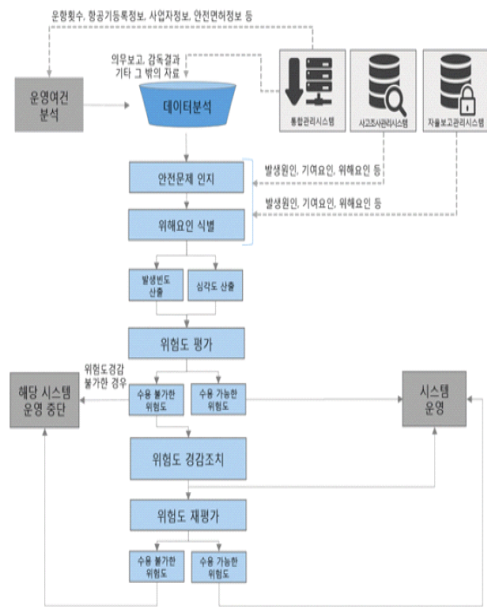 운항횟수, 항공기등록정보, 사업자정보, 안전면허정보 등
의무보고, 감독결과
기타 그 밖의 자료
운영여건
분석
데이터분석
통합관리시스템
사고조사관리시스템
자율보고관리시스템
안전문제 인지
발생원인, 기여요인, 위해요인 등
위해요인 식별
발생원인, 기여요인, 위해요인 등
발생빈도
산출
심각도 산출
위험도 평가
위험도경감
불가한 경우
해당 시스템
운영 중단
수용 불가한
위험도
수용 가능한
위험도
시스템
운영
위험도 경감조치
위험도 재평가
수용 불가한
위험도
수용 가능한
위험도